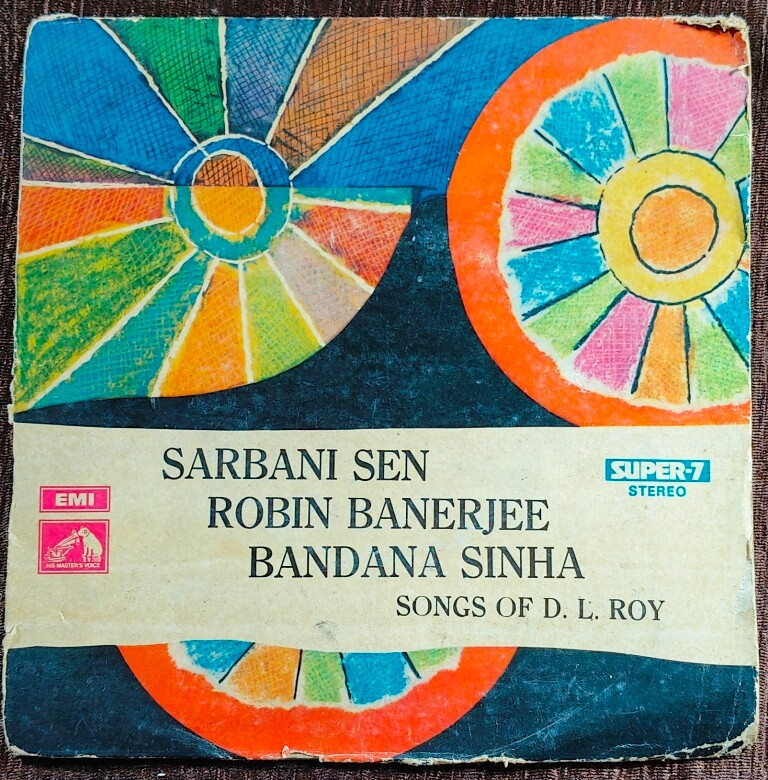 SARBANI SEN
ROBIN BANERJEE
BANDANA SINHA
SONGS OF D. L. ROY
SUPER-7
STEREO
EMI
HIS MASTER'S VOICE